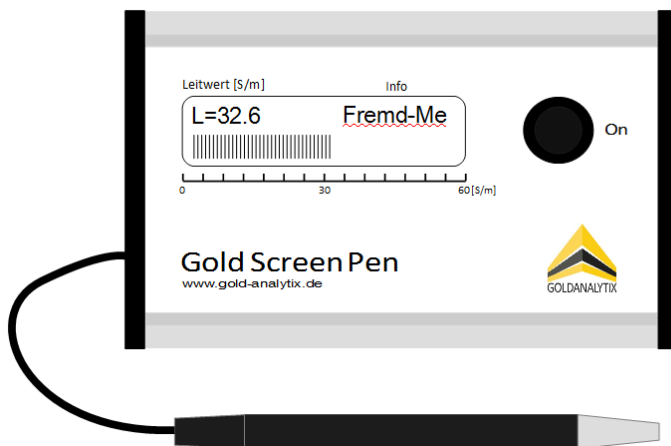 Leitwert [S/m] Info
L=32.6 Fremd-Me
On
0 30 60 [S/m]
Gold Screen Pen
www.gold-analytix.de
GOLDANALYTIX